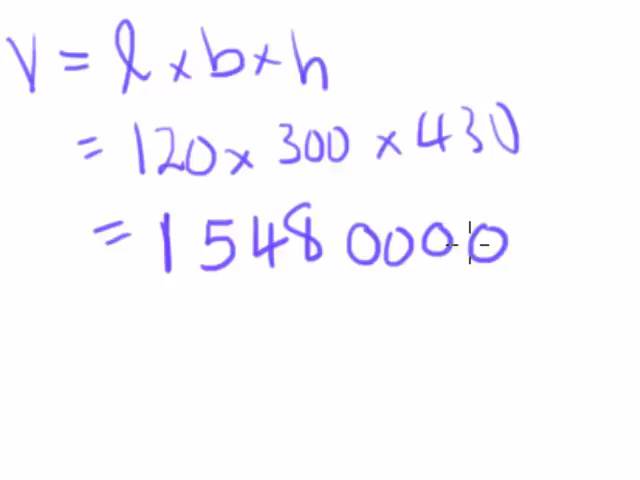 V = l × b × h
= 120 × 300 × 430
= 15480000